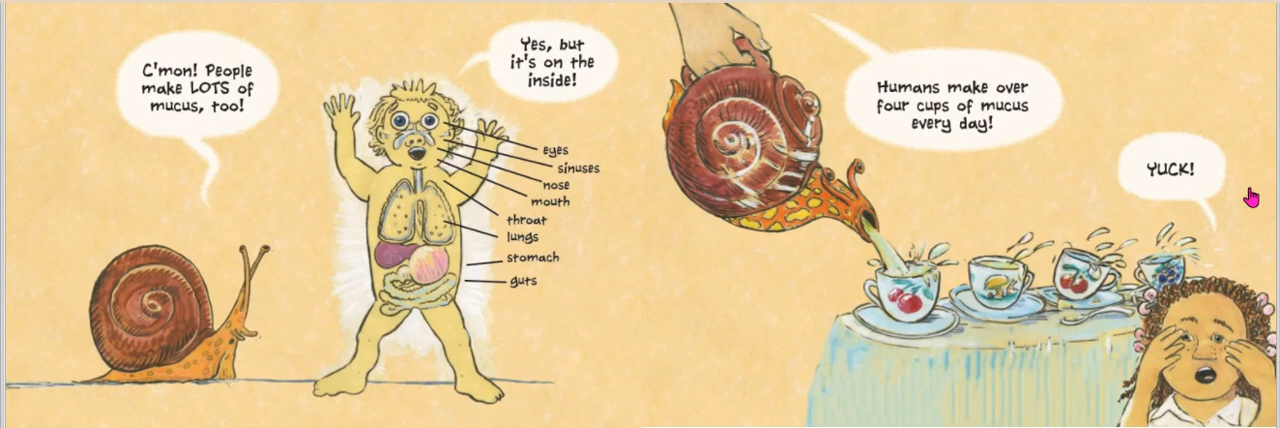 C'mon! People
make LOTS of
mucus, too!
Yes, but
it's on the
inside!
eyes
sinuses
nose
mouth
throat
lungs
stomach
guts
Humans make over
four cups of mucus
every day!
YUCK!